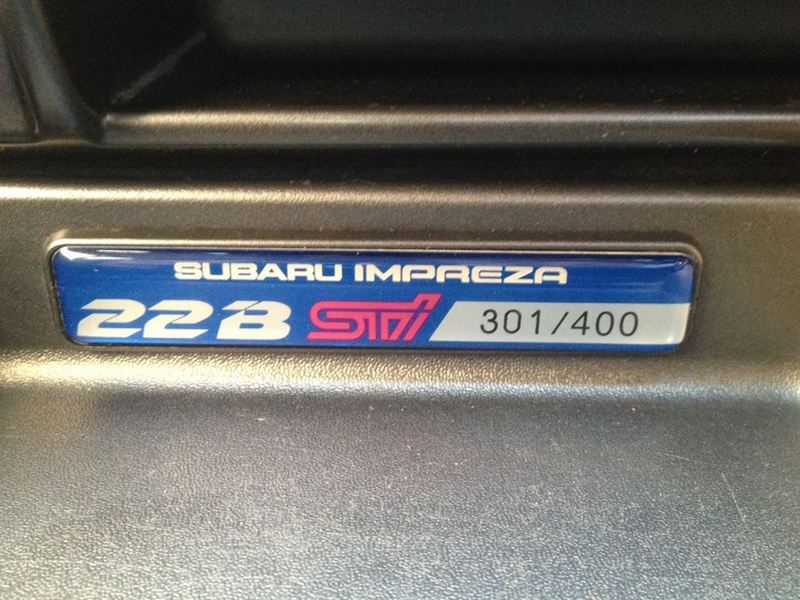 SUBARU IMPREZA
22B STi 301/400